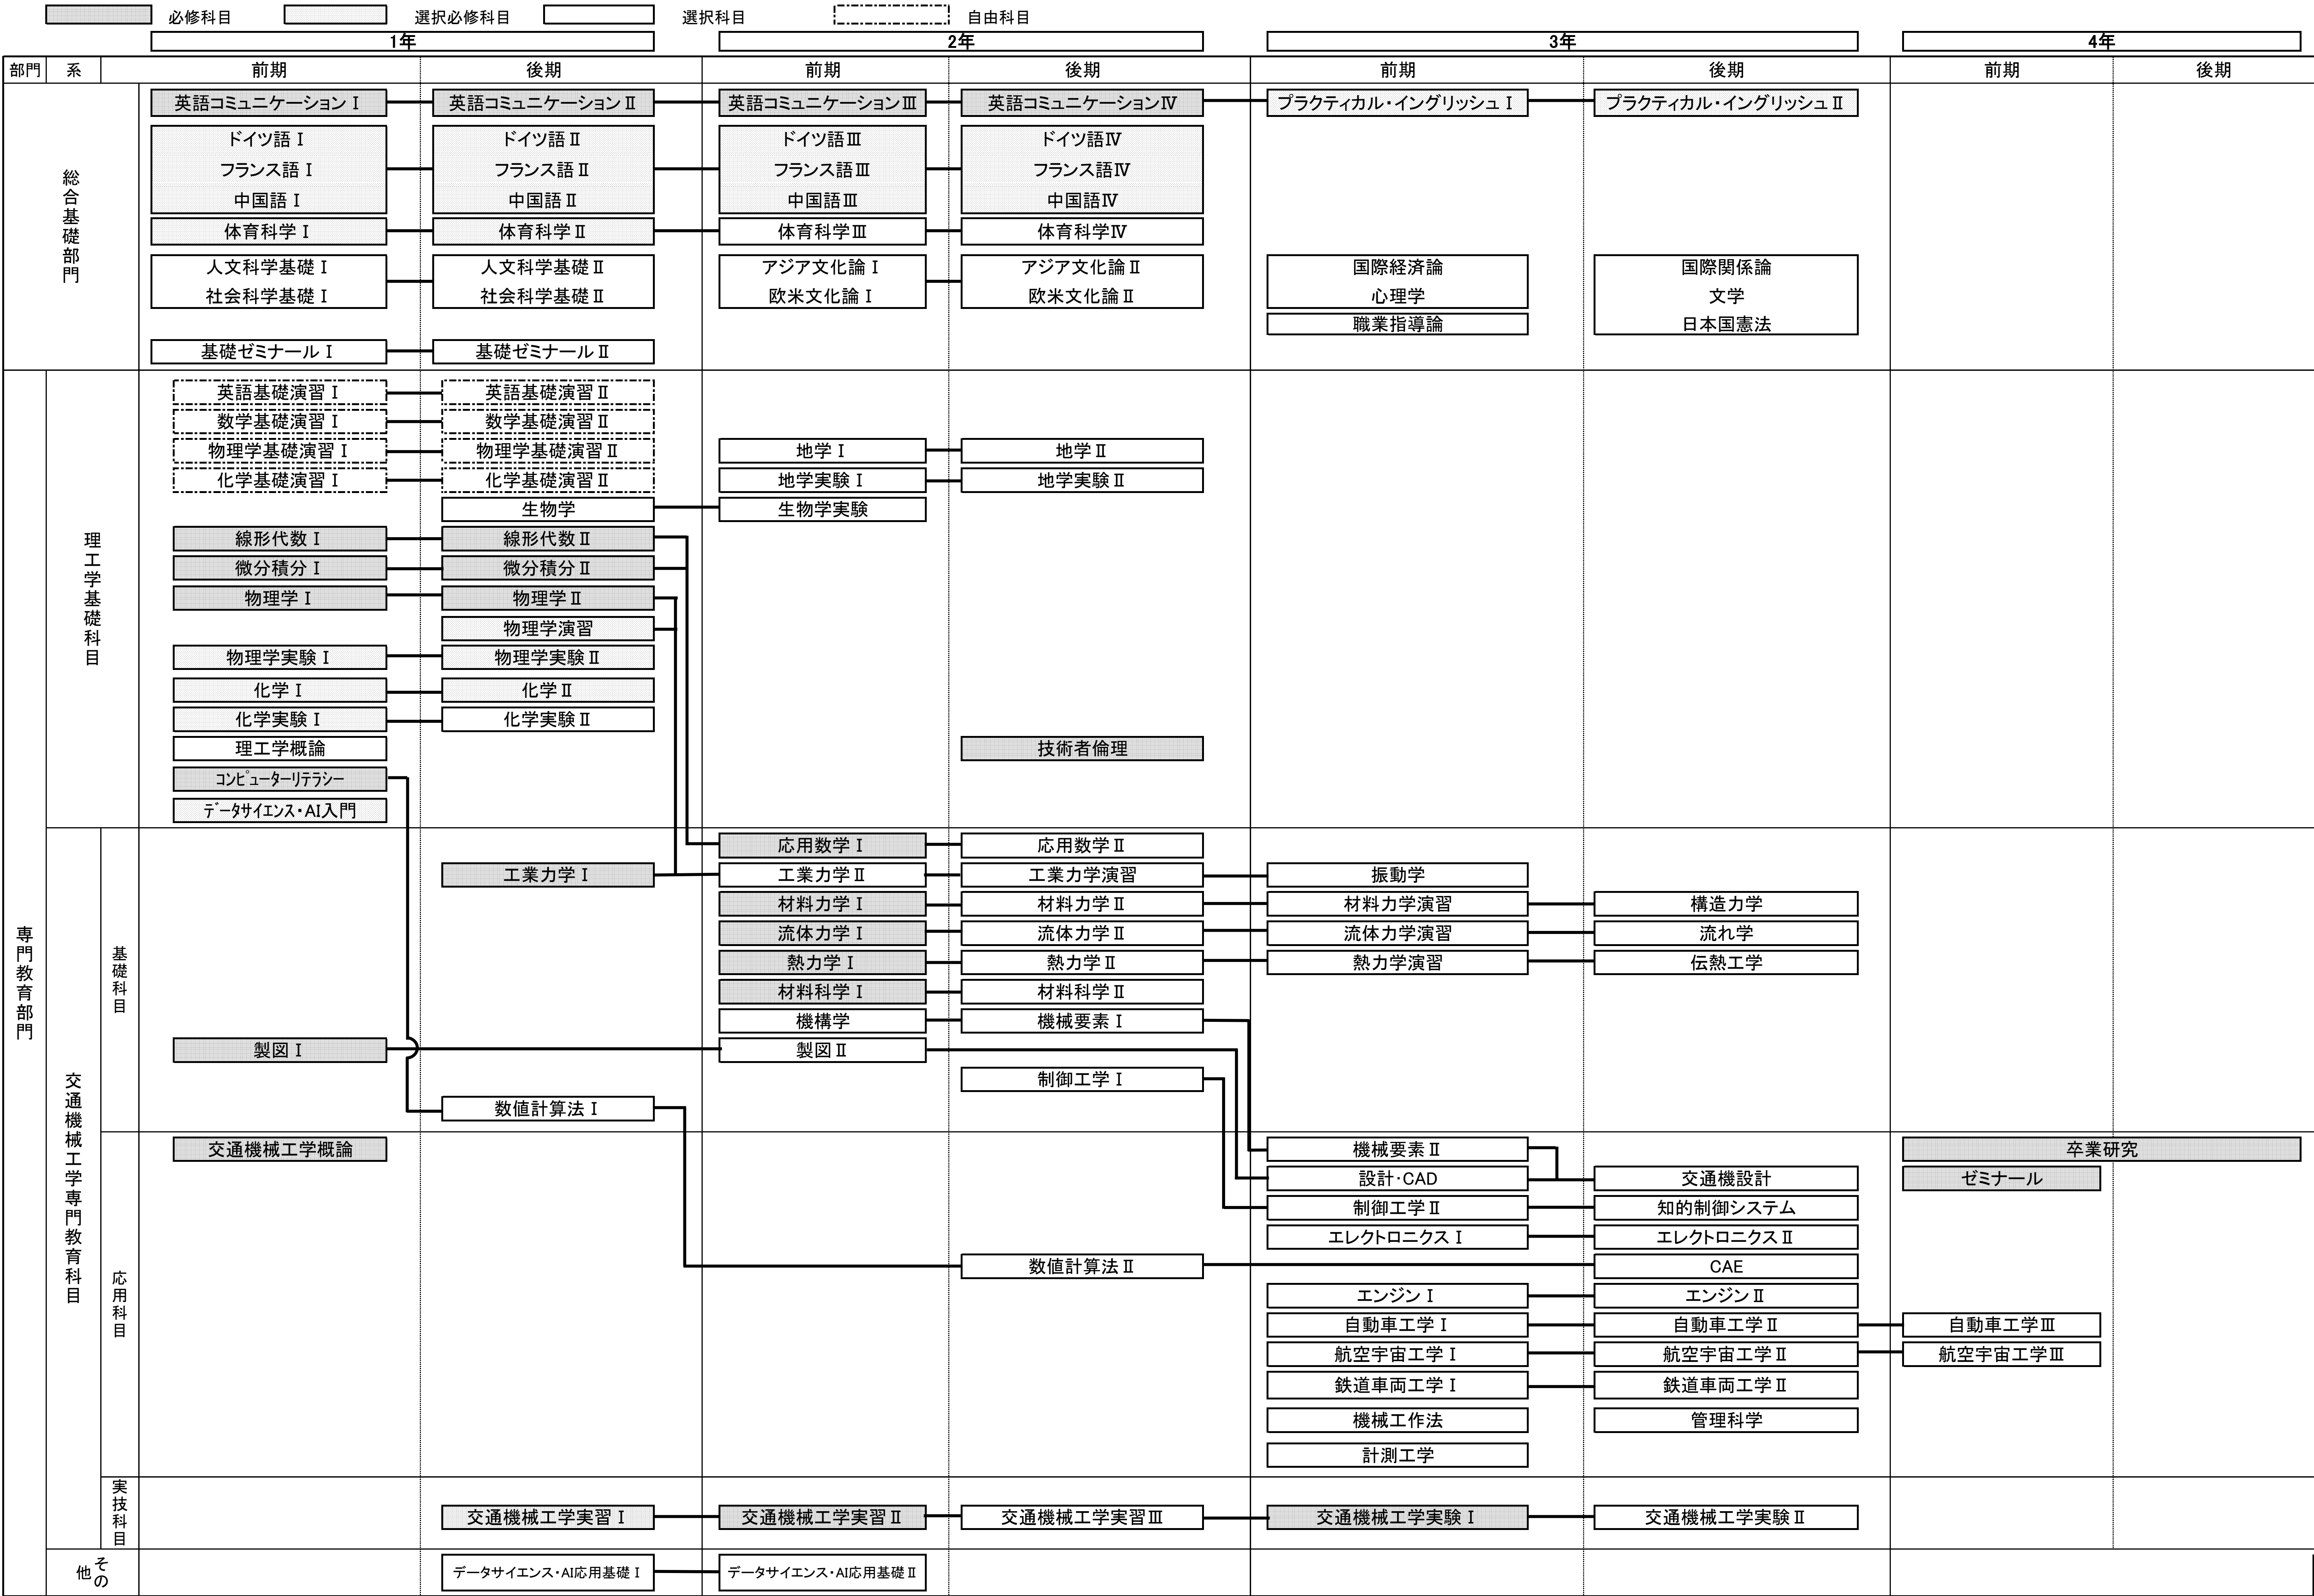 必修科目 選択必修科目 選択科目 自由科目
1年 2年 3年 4年
部門 系 前期 後期 前期 後期 前期 後期 前期 後期
総合基礎部門
英語コミュニケーションⅠ 英語コミュニケーションⅡ 英語コミュニケーションⅢ 英語コミュニケーションⅣ プラクティカル・イングリッシュⅠ プラクティカル・イングリッシュⅡ
ドイツ語Ⅰ ドイツ語Ⅱ ドイツ語Ⅲ ドイツ語Ⅳ
フランス語Ⅰ フランス語Ⅱ フランス語Ⅲ フランス語Ⅳ
中国語Ⅰ 中国語Ⅱ 中国語Ⅲ 中国語Ⅳ
体育科学Ⅰ 体育科学Ⅱ 体育科学Ⅲ 体育科学Ⅳ
人文科学基礎Ⅰ 人文科学基礎Ⅱ アジア文化論Ⅰ アジア文化論Ⅱ 国際経済論 国際関係論
社会科学基礎Ⅰ 社会科学基礎Ⅱ 欧米文化論Ⅰ 欧米文化論Ⅱ 心理学 文学
職業指導論 日本国憲法
基礎ゼミナールⅠ 基礎ゼミナールⅡ
専門教育部門
理工学基礎科目
英語基礎演習Ⅰ 英語基礎演習Ⅱ
数学基礎演習Ⅰ 数学基礎演習Ⅱ
物理学基礎演習Ⅰ 物理学基礎演習Ⅱ 地学Ⅰ 地学Ⅱ
化学基礎演習Ⅰ 化学基礎演習Ⅱ 地学実験Ⅰ 地学実験Ⅱ
生物学 生物学実験
線形代数Ⅰ 線形代数Ⅱ
微分積分Ⅰ 微分積分Ⅱ
物理学Ⅰ 物理学Ⅱ
物理学演習
物理学実験Ⅰ 物理学実験Ⅱ
化学Ⅰ 化学Ⅱ
化学実験Ⅰ 化学実験Ⅱ
理工学概論 技術者倫理
コンピューターリテラシー
データサイエンス・AI入門
交通機械工学専門教育科目
基礎科目
応用数学Ⅰ 応用数学Ⅱ
工業力学Ⅰ 工業力学Ⅱ 工業力学演習 振動学
材料力学Ⅰ 材料力学Ⅱ 材料力学演習 構造力学
流体力学Ⅰ 流体力学Ⅱ 流体力学演習 流れ学
熱力学Ⅰ 熱力学Ⅱ 熱力学演習 伝熱工学
材料科学Ⅰ 材料科学Ⅱ
機構学 機械要素Ⅰ
製図Ⅰ 製図Ⅱ
制御工学Ⅰ
数値計算法Ⅰ
応用科目
交通機械工学概論 機械要素Ⅱ 卒業研究
設計・CAD 交通機設計 ゼミナール
制御工学Ⅱ 知的制御システム
エレクトロニクスⅠ エレクトロニクスⅡ
数値計算法Ⅱ CAE
エンジンⅠ エンジンⅡ
自動車工学Ⅰ 自動車工学Ⅱ 自動車工学Ⅲ
航空宇宙工学Ⅰ 航空宇宙工学Ⅱ 航空宇宙工学Ⅲ
鉄道車両工学Ⅰ 鉄道車両工学Ⅱ
機械工作法 管理科学
計測工学
実技科目
交通機械工学実習Ⅰ 交通機械工学実習Ⅱ 交通機械工学実習Ⅲ 交通機械工学実験Ⅰ 交通機械工学実験Ⅱ
その他
データサイエンス・AI応用基礎Ⅰ データサイエンス・AI応用基礎Ⅱ